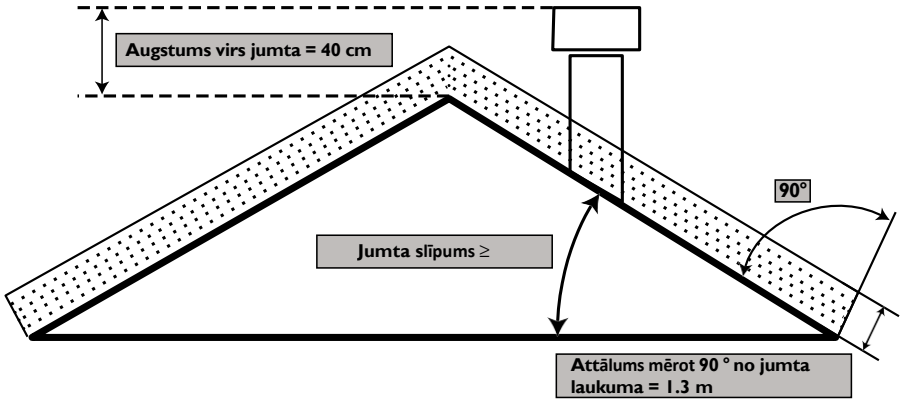 Augstums virs jumta = 40 cm
90°
Jumta slīpums ≥
Attālums mērot 90 ° no jumta
laukuma = 1.3 m